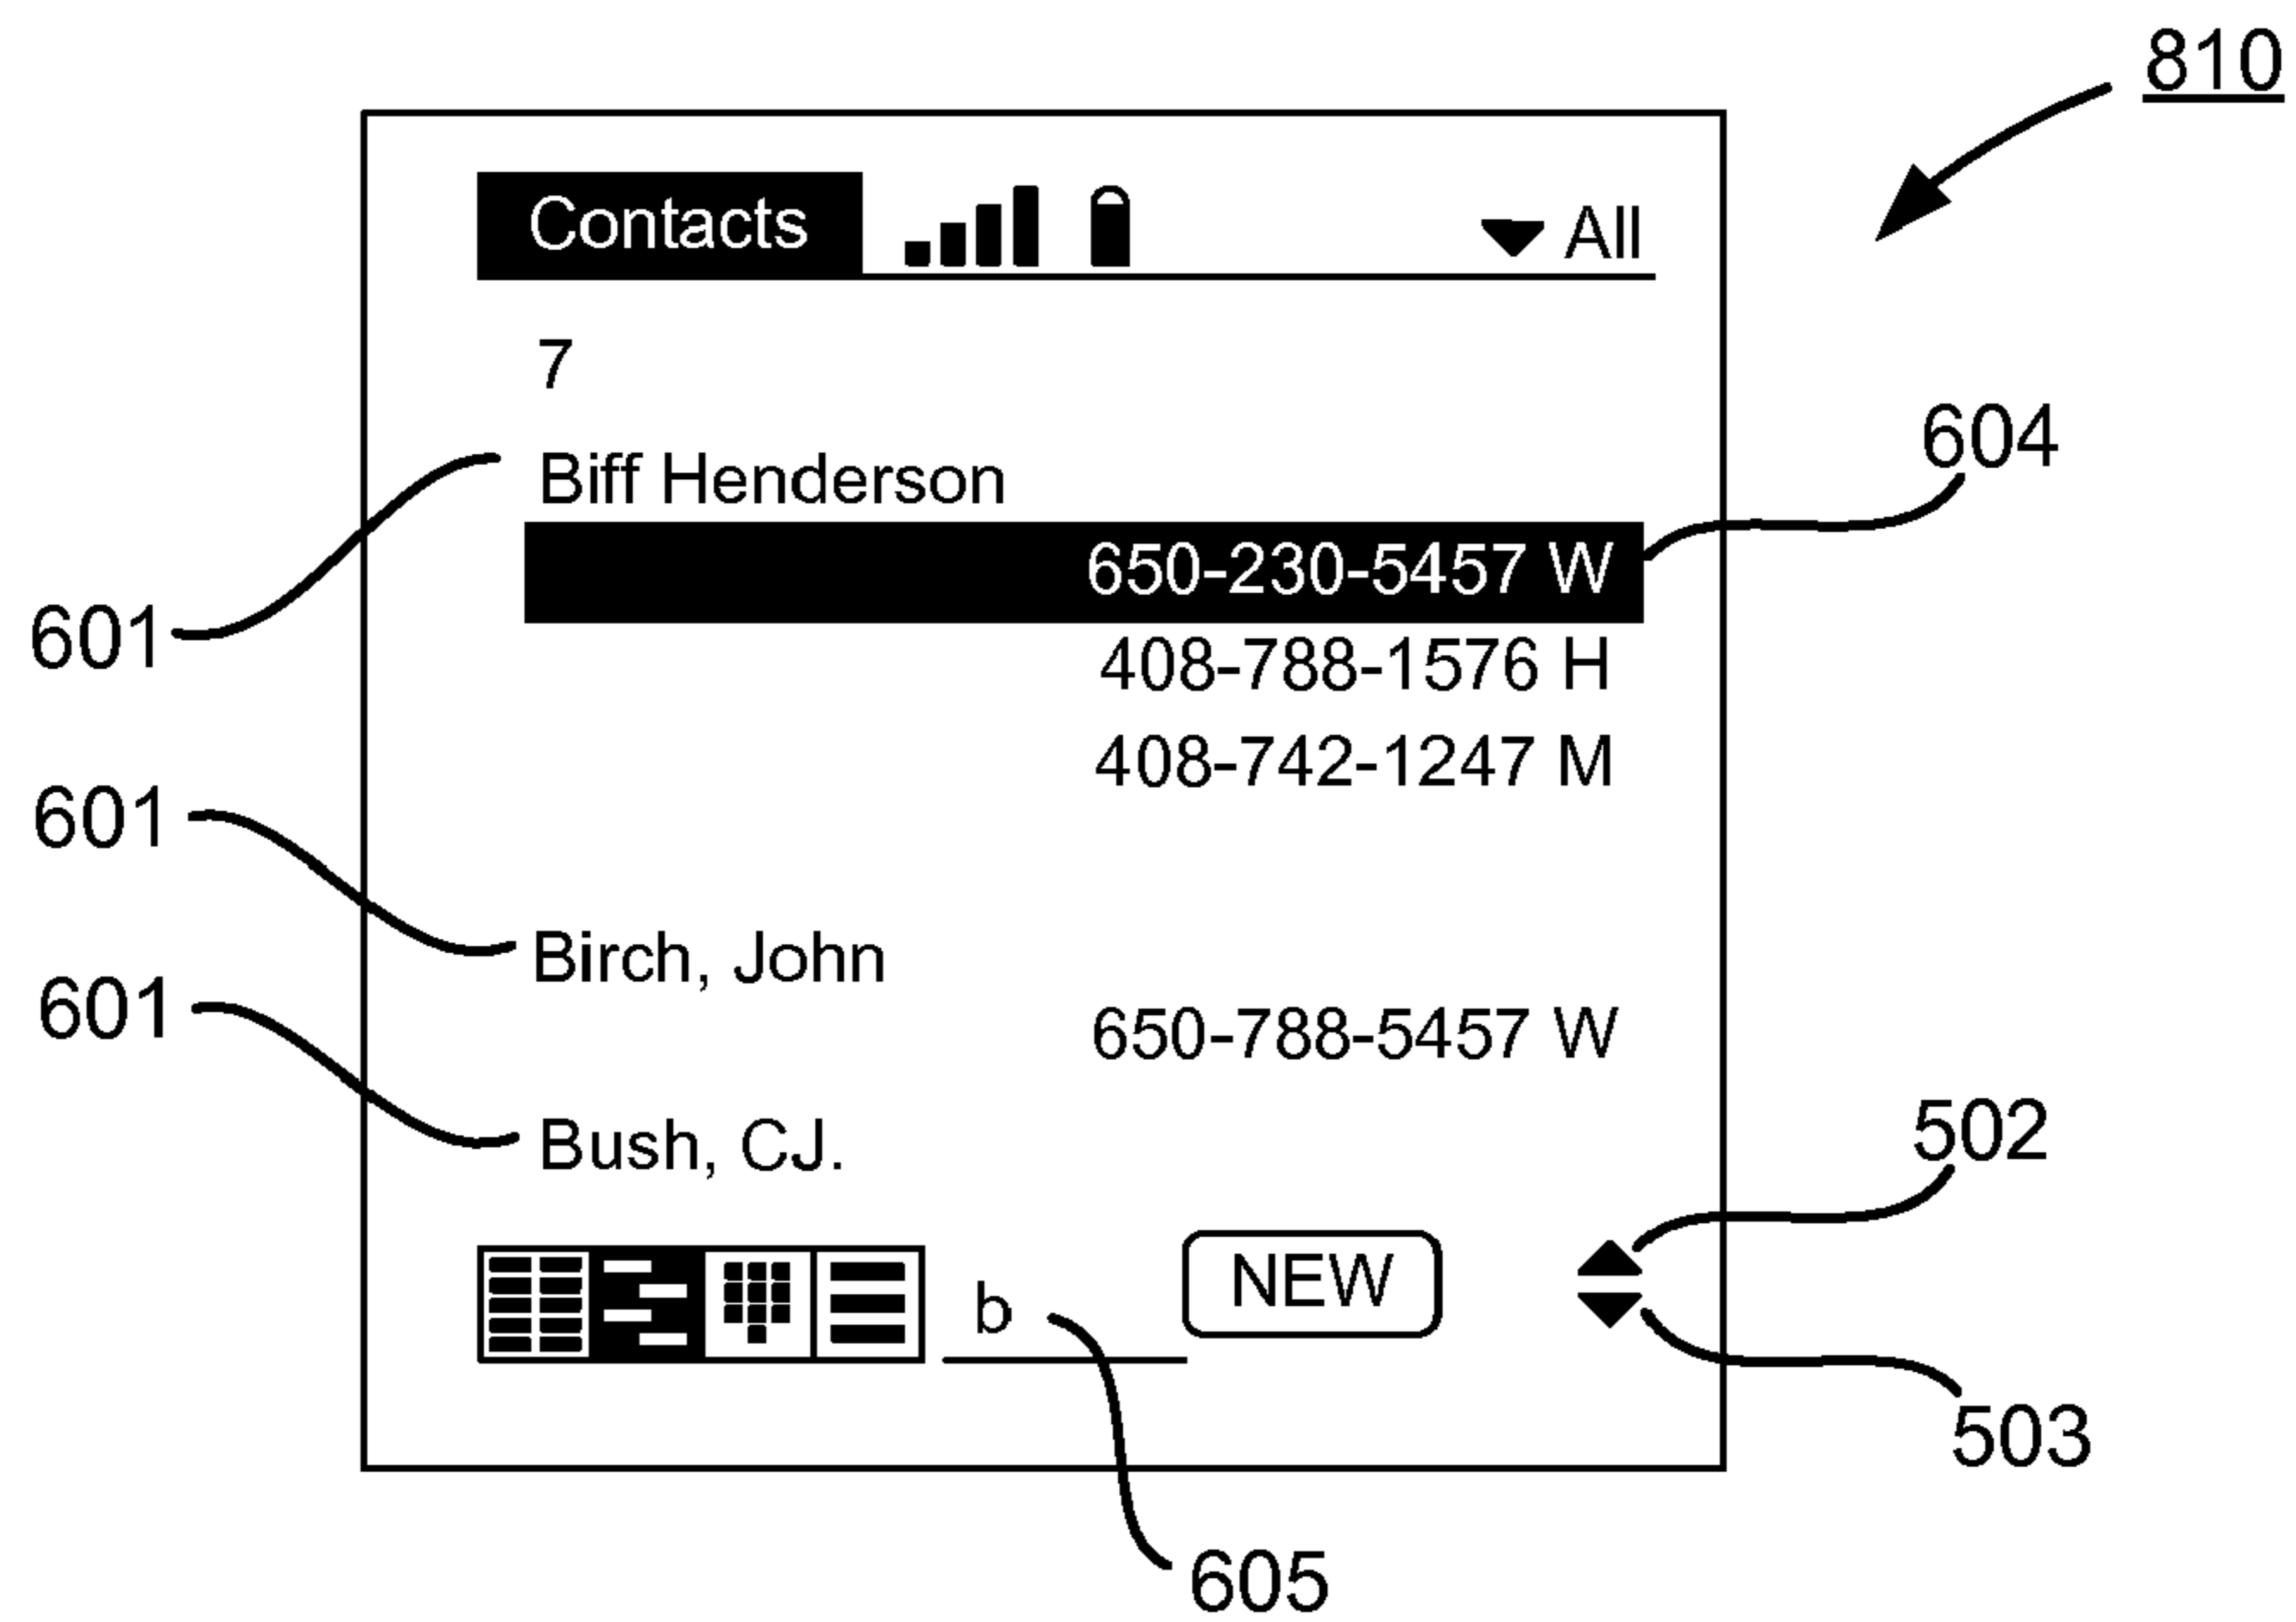 810
Contacts All
7
604
Biff Henderson
650-230-5457 W
601
408-788-1576 H
408-742-1247 M
601
Birch, John
601
650-788-5457 W
502
Bush, CJ.
b NEW
503
605